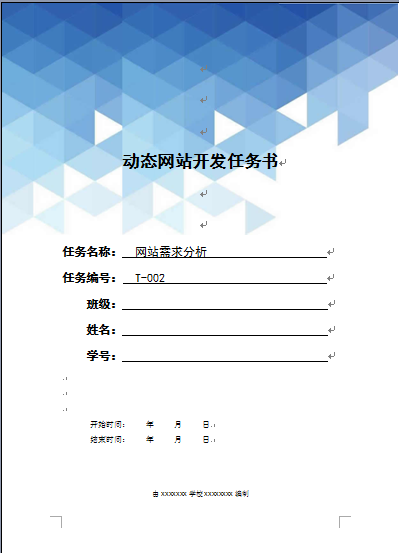 动态网站开发任务书
任务名称： 网站需求分析
任务编号： T-002
班级：
姓名：
学号：
开始时间： 年 月 日
结束时间： 年 月 日
由 xxxxxxx 学校 xxxxxxxx 编制